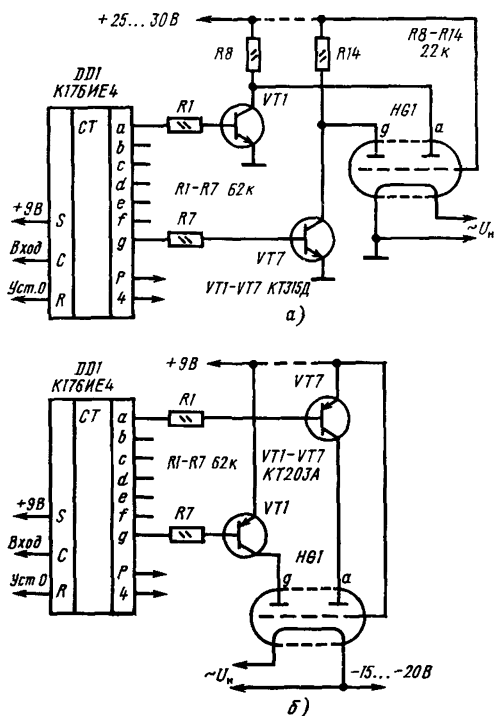 +25...30В
R8
R14
R8–R14
22к
DD1
К176ИЕ4
CT
a
b
c
d
e
f
g
P
4
R1
VT1
HG1
g
a
R1–R7 62к
+9В
S
Вход
C
Уст.0
R
R7
VT7
VT1–VT7 КТ315Д
~Uн
а)
+9В
VT7
DD1
К176ИЕ4
CT
a
b
c
d
e
f
g
P
4
R1
VT1–VT7
КТ203А
R1–R7 62к
+9В
S
Вход
C
Уст.0
R
R7
VT1
HG1
g
a
~Uн
-15...-20В
б)